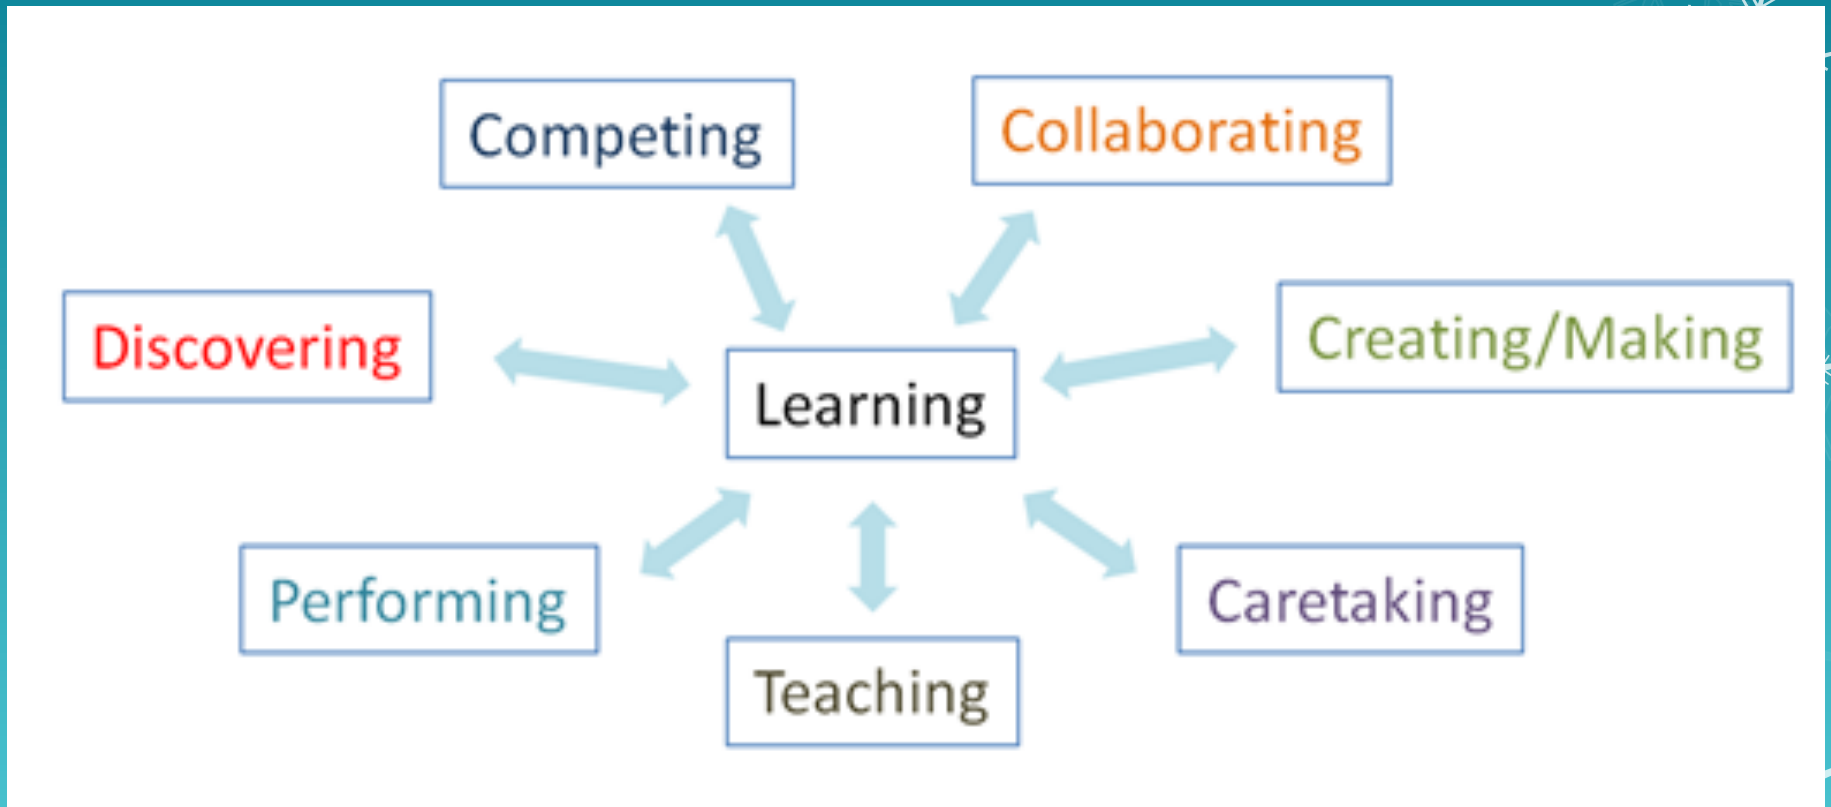 Competing
Collaborating
Discovering
Creating/Making
Learning
Performing
Caretaking
Teaching